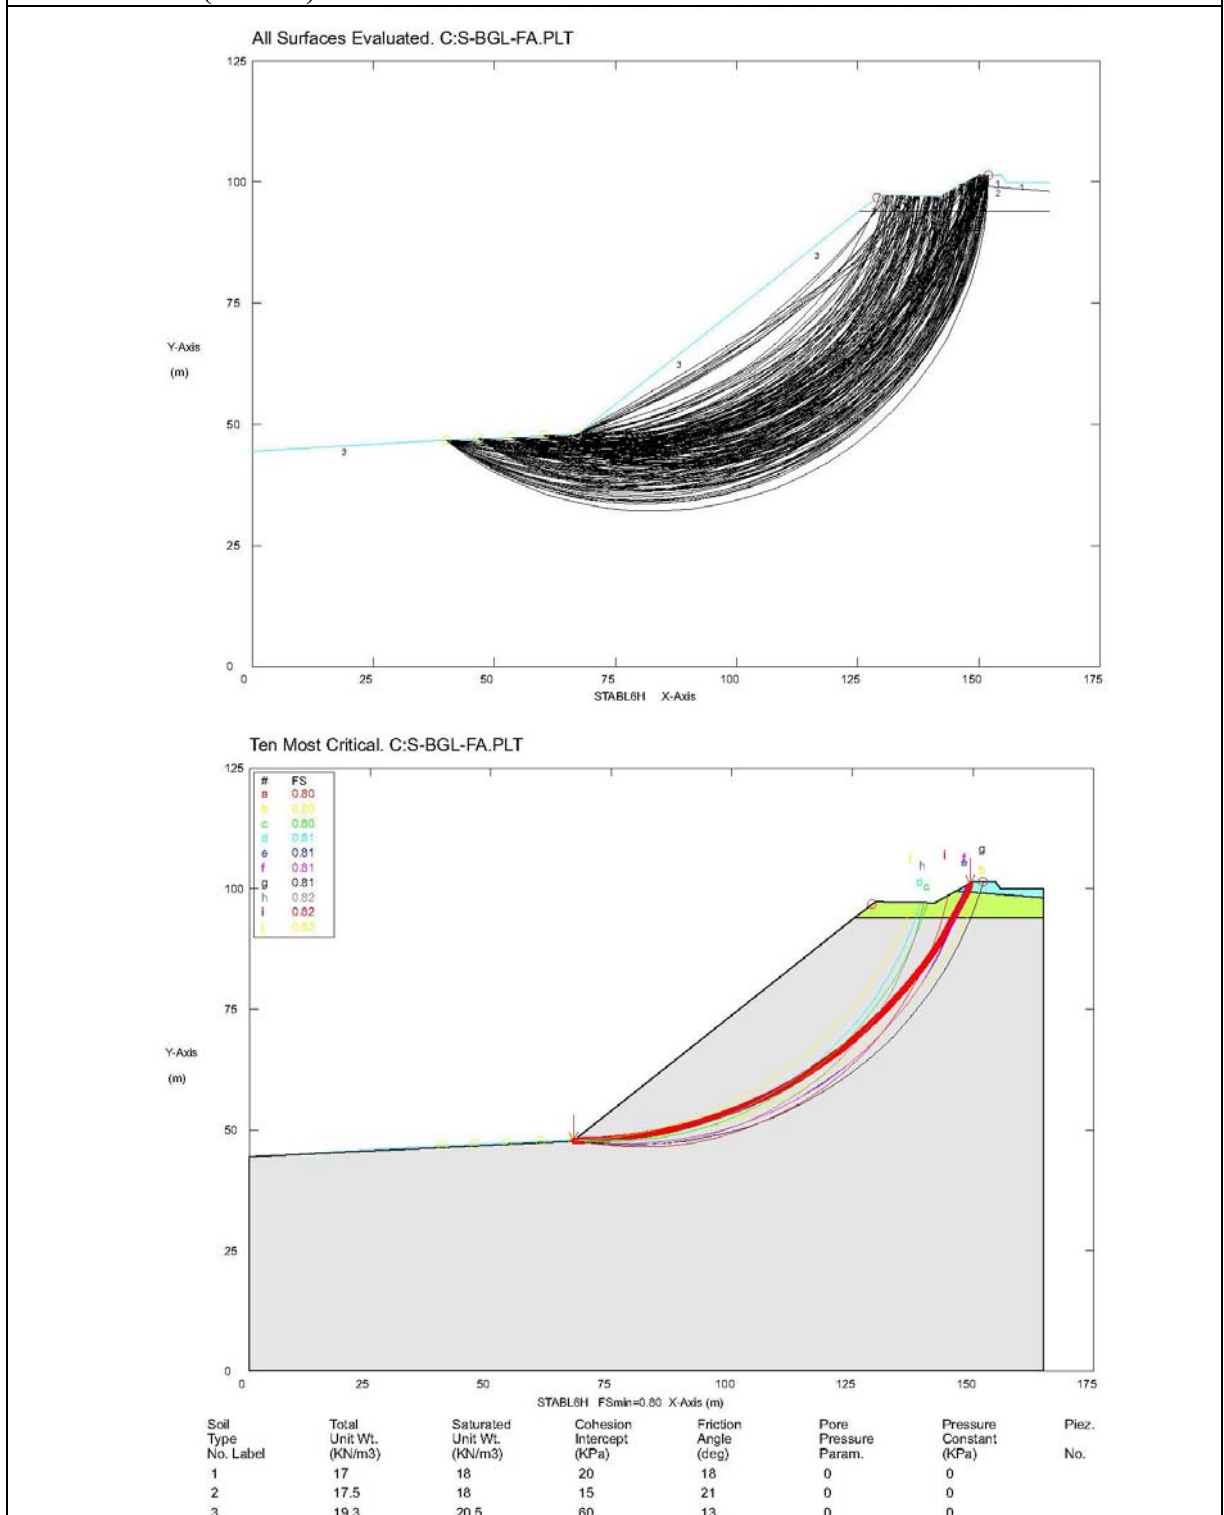 All Surfaces Evaluated. C:S-BGL-FA.PLT
125
100
75
Y-Axis
(m)
50
25
0
1
1
2
3
3
3
0 25 50 75 100 125 150 175
STABL6H X-Axis
Ten Most Critical. C:S-BGL-FA.PLT
125
# FS
a 0.80
b 0.80
c 0.80
d 0.81
e 0.81
f 0.81
g 0.81
h 0.82
i 0.82
j 0.82
j h d c i f e g b
100
75
Y-Axis
(m)
50
25
0
0 25 50 75 100 125 150 175
STABL6H FSmin=0.80 X-Axis (m)
Soil Total Saturated Cohesion Friction Pore Pressure Piez.
Type Unit Wt. Unit Wt. Intercept Angle Pressure Constant
No. Label (KN/m3) (KN/m3) (KPa) (deg) Param. (KPa) No.
1 17 18 20 18 0 0
2 17.5 18 15 21 0 0
3 19.3 20.5 60 13 0 0